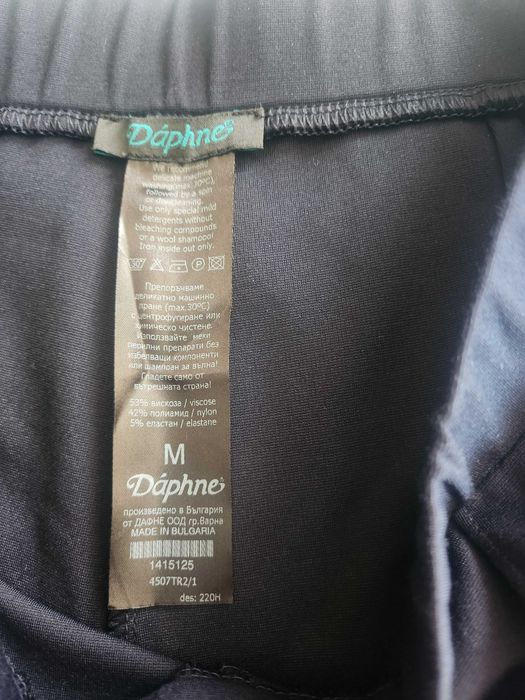 Dáphne®
We recommend
delicate machine
washing(max.30ºC),
followed by a spin
or drycleaning.
Use only special mild
detergents without
bleaching compounds
or a wool shampoo!
Iron inside out only.
30° P
Препоръчваме
деликатно машинно
пране (max.30ºC)
с центрофугиране или
химическо чистене.
Използвайте меки
перилни препарати без
избелващи компоненти
или шампоан за вълна!
Гладете само от
вътрешната страна!
53% вискоза / viscose
42% полиамид / nylon
5% еластан / elastane
M
Dáphne®
произведено в България
от ДАФНЕ ООД гр.Варна
MADE IN BULGARIA
1415125
4507TR2/1
des: 220H